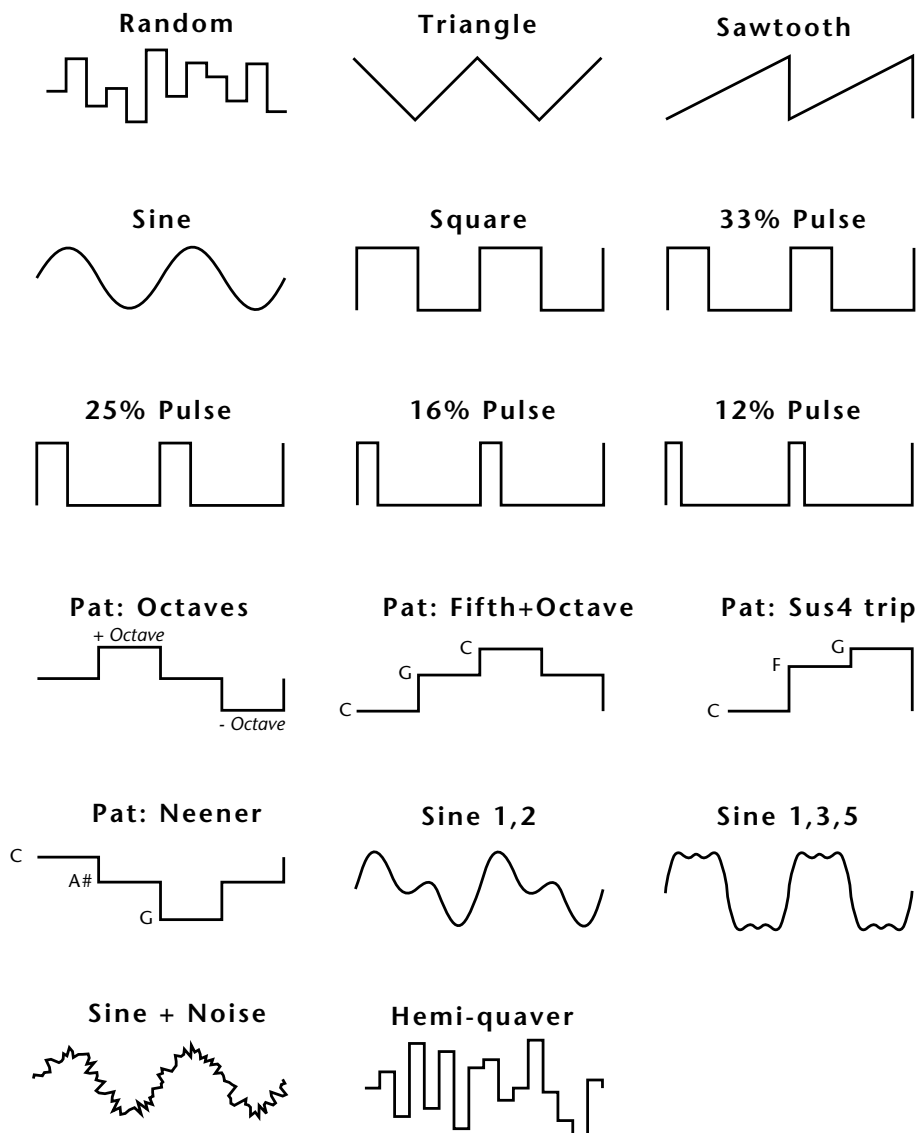 Random
Triangle
Sawtooth
Sine
Square
33% Pulse
25% Pulse
16% Pulse
12% Pulse
Pat: Octaves
+ Octave
- Octave
Pat: Fifth+Octave
C
G
C
Pat: Sus4 trip
G
F
C
Pat: Neener
C
A#
G
Sine 1,2
Sine 1,3,5
Sine + Noise
Hemi-quaver